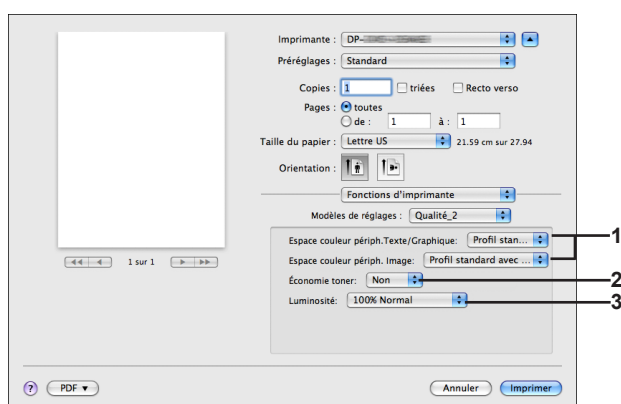 Imprimante : DP-
Préréglages : Standard
Copies : 1 triées Recto verso
Pages : toutes
de : 1 à : 1
Taille du papier : Lettre US 21.59 cm sur 27.94
Orientation :
Fonctions d'imprimante
Modèles de réglages : Qualité_2
Espace couleur périph.Texte/Graphique: Profil stan... 1
Espace couleur périph. Image: Profil standard avec ...
1 sur 1
Économie toner: Non 2
Luminosité: 100% Normal 3
? PDF ▼ Annuler Imprimer